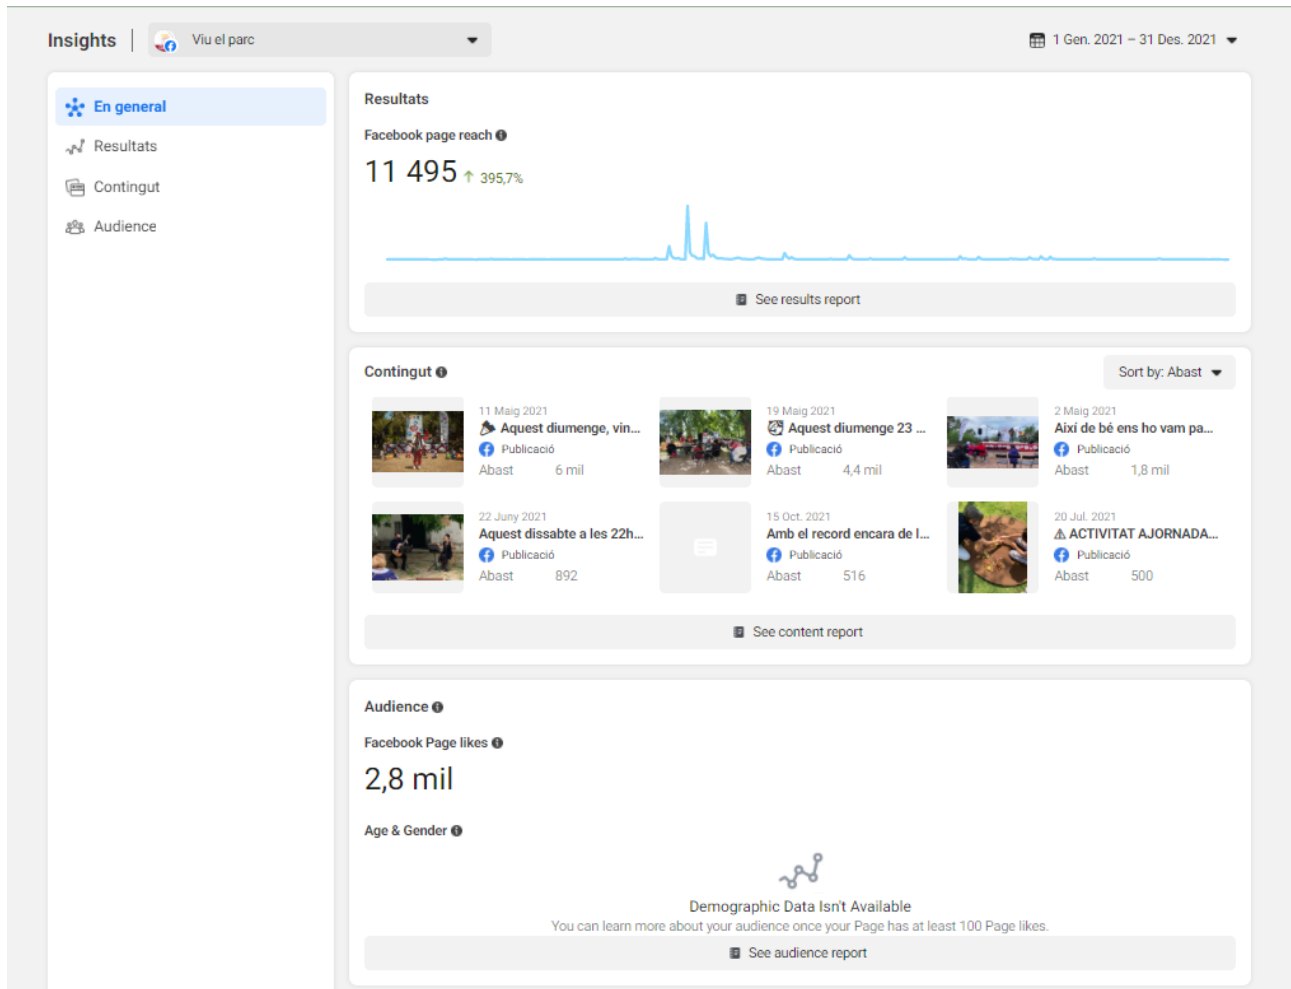 Insights
Viu el parc
1 Gen. 2021 – 31 Des. 2021
En general
Resultats
Contingut
Audience
Resultats
Facebook page reach
11 495 ↑ 395,7%
See results report
Contingut
Sort by: Abast
11 Maig 2021
Aquest diumenge, vin...
Publicació
Abast 6 mil
19 Maig 2021
Aquest diumenge 23 ...
Publicació
Abast 4,4 mil
2 Maig 2021
Així de bé ens ho vam pa...
Publicació
Abast 1,8 mil
22 Juny 2021
Aquest dissabte a les 22h...
Publicació
Abast 892
15 Oct. 2021
Amb el record encara de l...
Publicació
Abast 516
20 Jul. 2021
⚠ ACTIVITAT AJORNADA...
Publicació
Abast 500
See content report
Audience
Facebook Page likes
2,8 mil
Age & Gender
Demographic Data Isn't Available
You can learn more about your audience once your Page has at least 100 Page likes.
See audience report